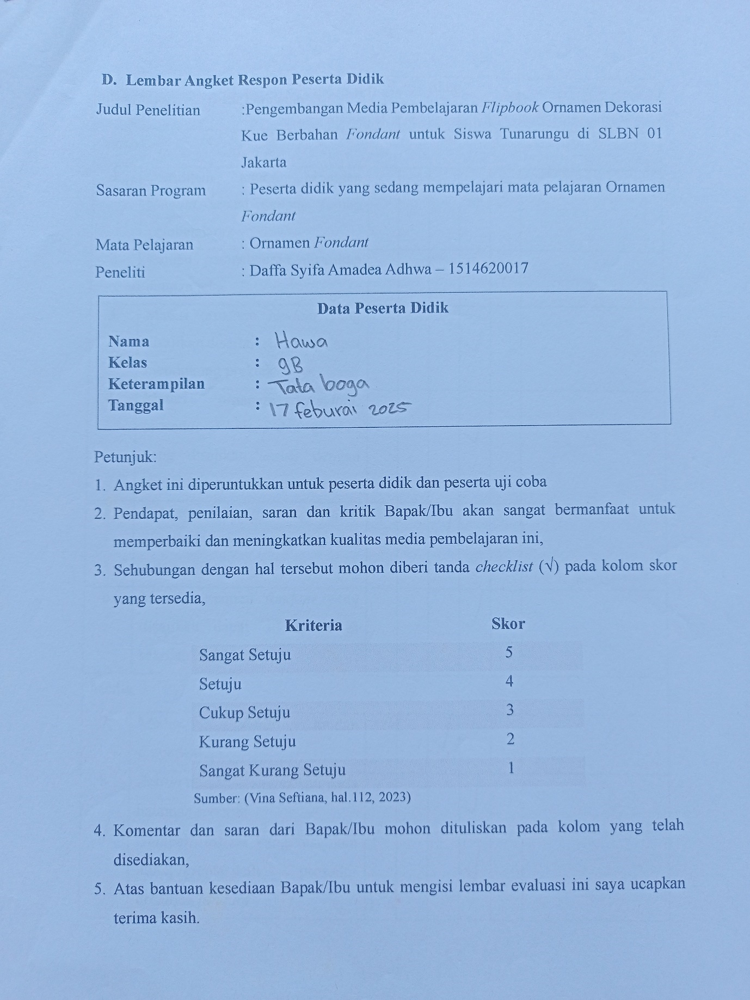 D. Lembar Angket Respon Peserta Didik
Judul Penelitian :Pengembangan Media Pembelajaran Flipbook Ornamen Dekorasi
Kue Berbahan Fondant untuk Siswa Tunarungu di SLBN 01
Jakarta
Sasaran Program : Peserta didik yang sedang mempelajari mata pelajaran Ornamen
Fondant
Mata Pelajaran : Ornamen Fondant
Peneliti : Daffa Syifa Amadea Adhwa – 1514620017
Data Peserta Didik
Nama : Hawa
Kelas : 9B
Keterampilan : Tata boga
Tanggal : 17 feburai 2025
Petunjuk:
1. Angket ini diperuntukkan untuk peserta didik dan peserta uji coba
2. Pendapat, penilaian, saran dan kritik Bapak/Ibu akan sangat bermanfaat untuk
memperbaiki dan meningkatkan kualitas media pembelajaran ini,
3. Sehubungan dengan hal tersebut mohon diberi tanda checklist (√) pada kolom skor
yang tersedia,
Kriteria Skor
Sangat Setuju 5
Setuju 4
Cukup Setuju 3
Kurang Setuju 2
Sangat Kurang Setuju 1
Sumber: (Vina Seftiana, hal.112, 2023)
4. Komentar dan saran dari Bapak/Ibu mohon dituliskan pada kolom yang telah
disediakan,
5. Atas bantuan kesediaan Bapak/Ibu untuk mengisi lembar evaluasi ini saya ucapkan
terima kasih.